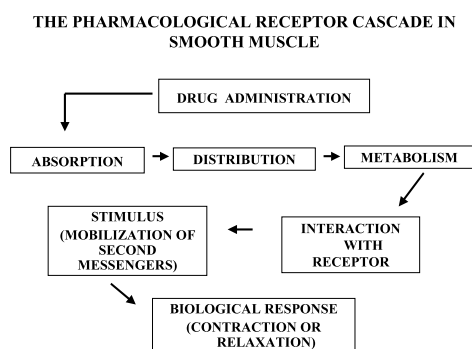 THE PHARMACOLOGICAL RECEPTOR CASCADE IN
SMOOTH MUSCLE
DRUG ADMINISTRATION
ABSORPTION
DISTRIBUTION
METABOLISM
STIMULUS
(MOBILIZATION OF
SECOND
MESSENGERS)
INTERACTION
WITH
RECEPTOR
BIOLOGICAL RESPONSE
(CONTRACTION OR
RELAXATION)